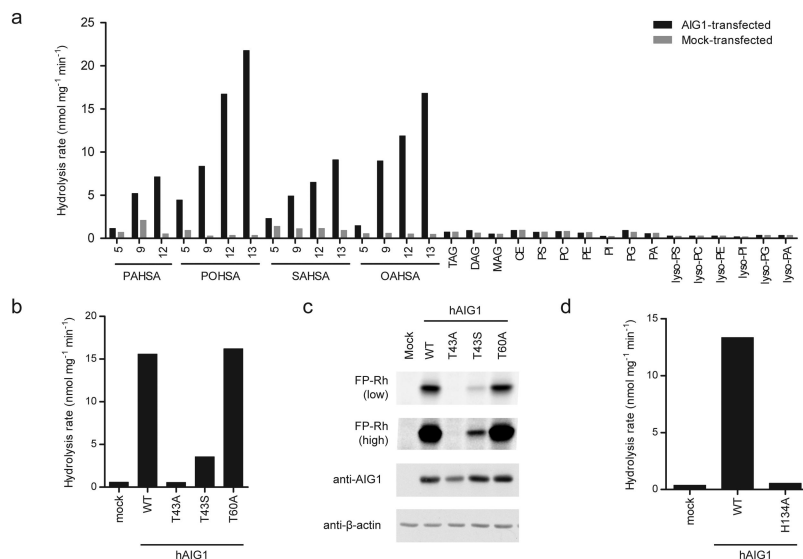 a
AIG1-transfected
Mock-transfected
Hydrolysis rate (nmol mg⁻¹ min⁻¹)
25
20
15
10
5
0
5 9 12 5 9 12 13 5 9 12 13 5 9 12 13 TAG DAG MAG CE PS PC PE PI PG PA lyso-PS lyso-PC lyso-PE lyso-PI lyso-PG lyso-PA
PAHSA POHSA SAHSA OAHSA
b
Hydrolysis rate (nmol mg⁻¹ min⁻¹)
20
15
10
5
0
mock WT T43A T43S T60A
hAIG1
c
hAIG1
Mock WT T43A T43S T60A
FP-Rh
(low)
FP-Rh
(high)
anti-AIG1
anti-β-actin
d
Hydrolysis rate (nmol mg⁻¹ min⁻¹)
15
10
5
0
mock WT H134A
hAIG1